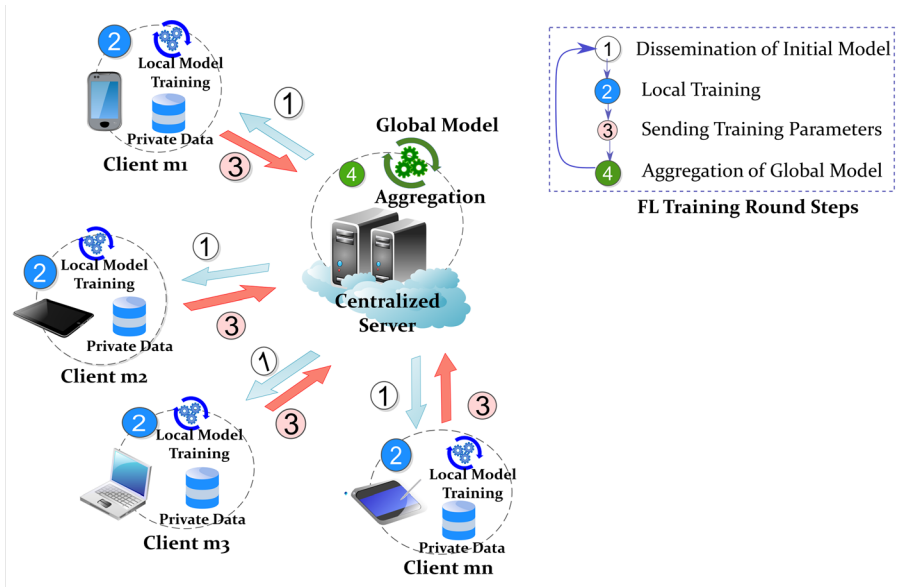 2
Local Model
Training
Private Data
Client m1
1
3
Global Model
4
Aggregation
Centralized
Server
2
Local Model
Training
Private Data
Client m2
1
3
2
Local Model
Training
Private Data
Client m3
1
3
2
Local Model
Training
Private Data
Client mn
1
3
1 Dissemination of Initial Model
2 Local Training
3 Sending Training Parameters
4 Aggregation of Global Model
FL Training Round Steps